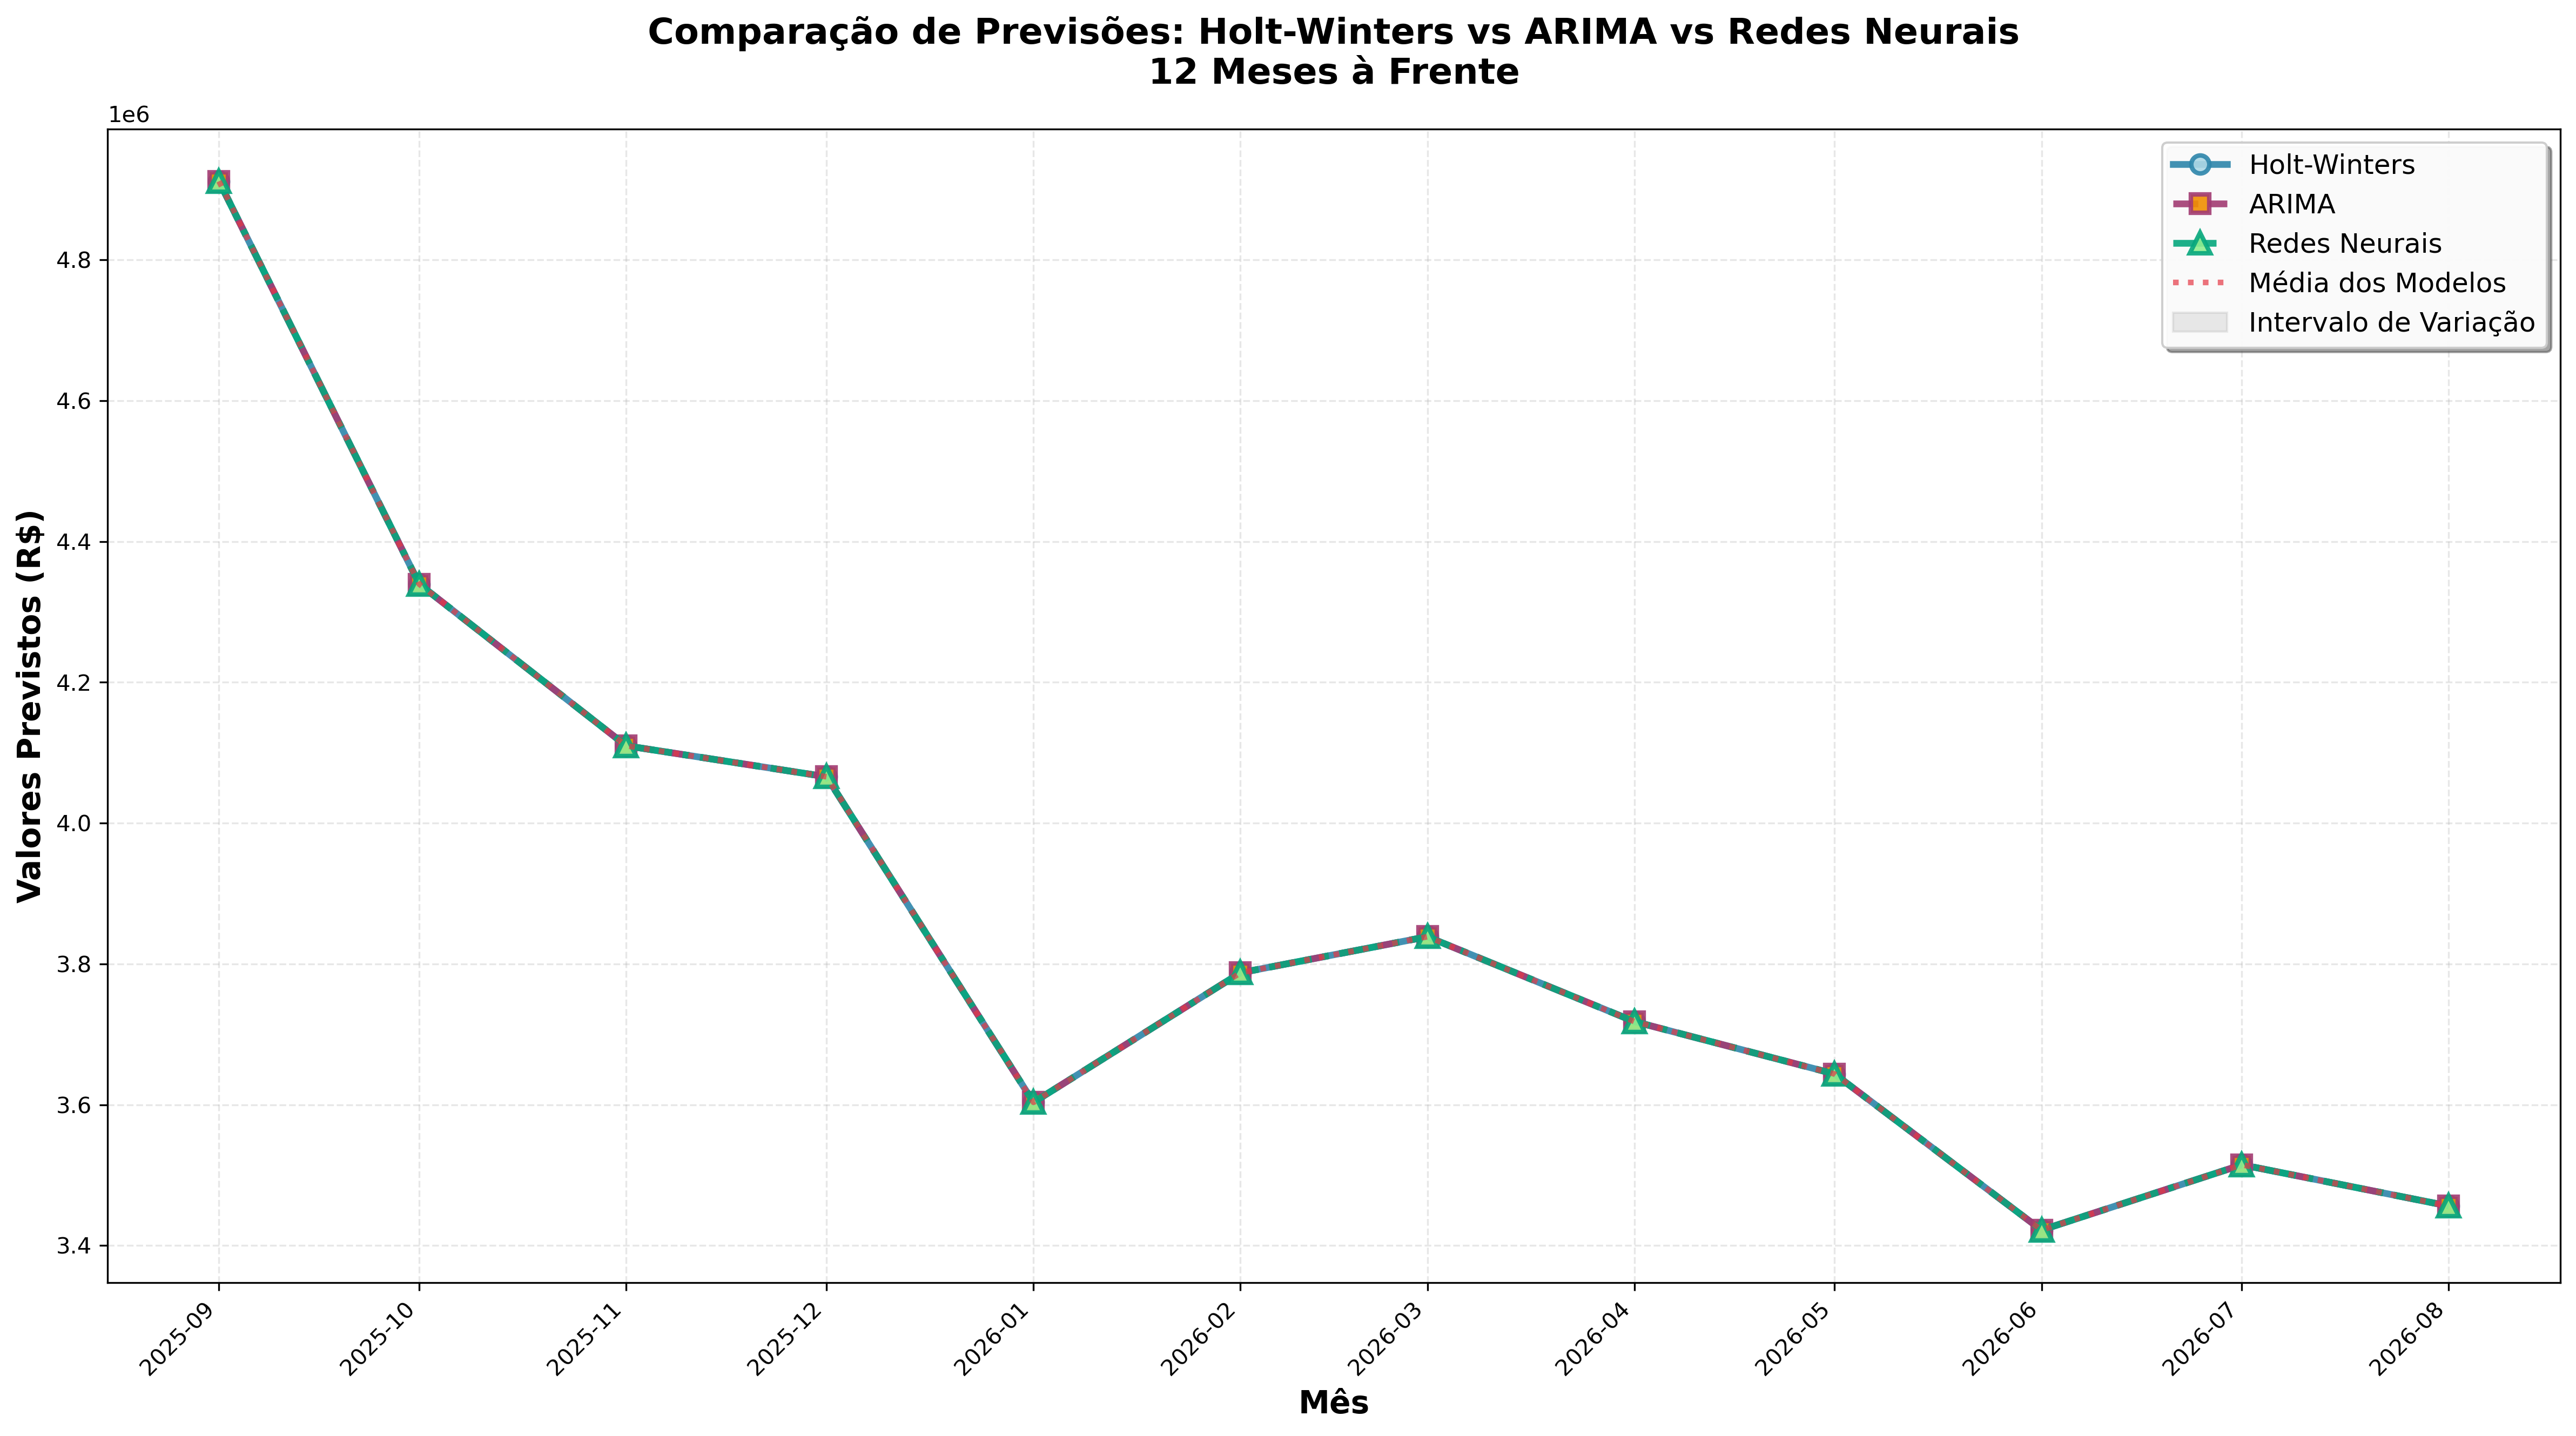 Comparação de Previsões: Holt-Winters vs ARIMA vs Redes Neurais
12 Meses à Frente
1e6
Holt-Winters
ARIMA
Redes Neurais
Média dos Modelos
Intervalo de Variação
Valores Previstos (R$)
4.8
4.6
4.4
4.2
4.0
3.8
3.6
3.4
2025-09
2025-10
2025-11
2025-12
2026-01
2026-02
2026-03
2026-04
2026-05
2026-06
2026-07
2026-08
Mês